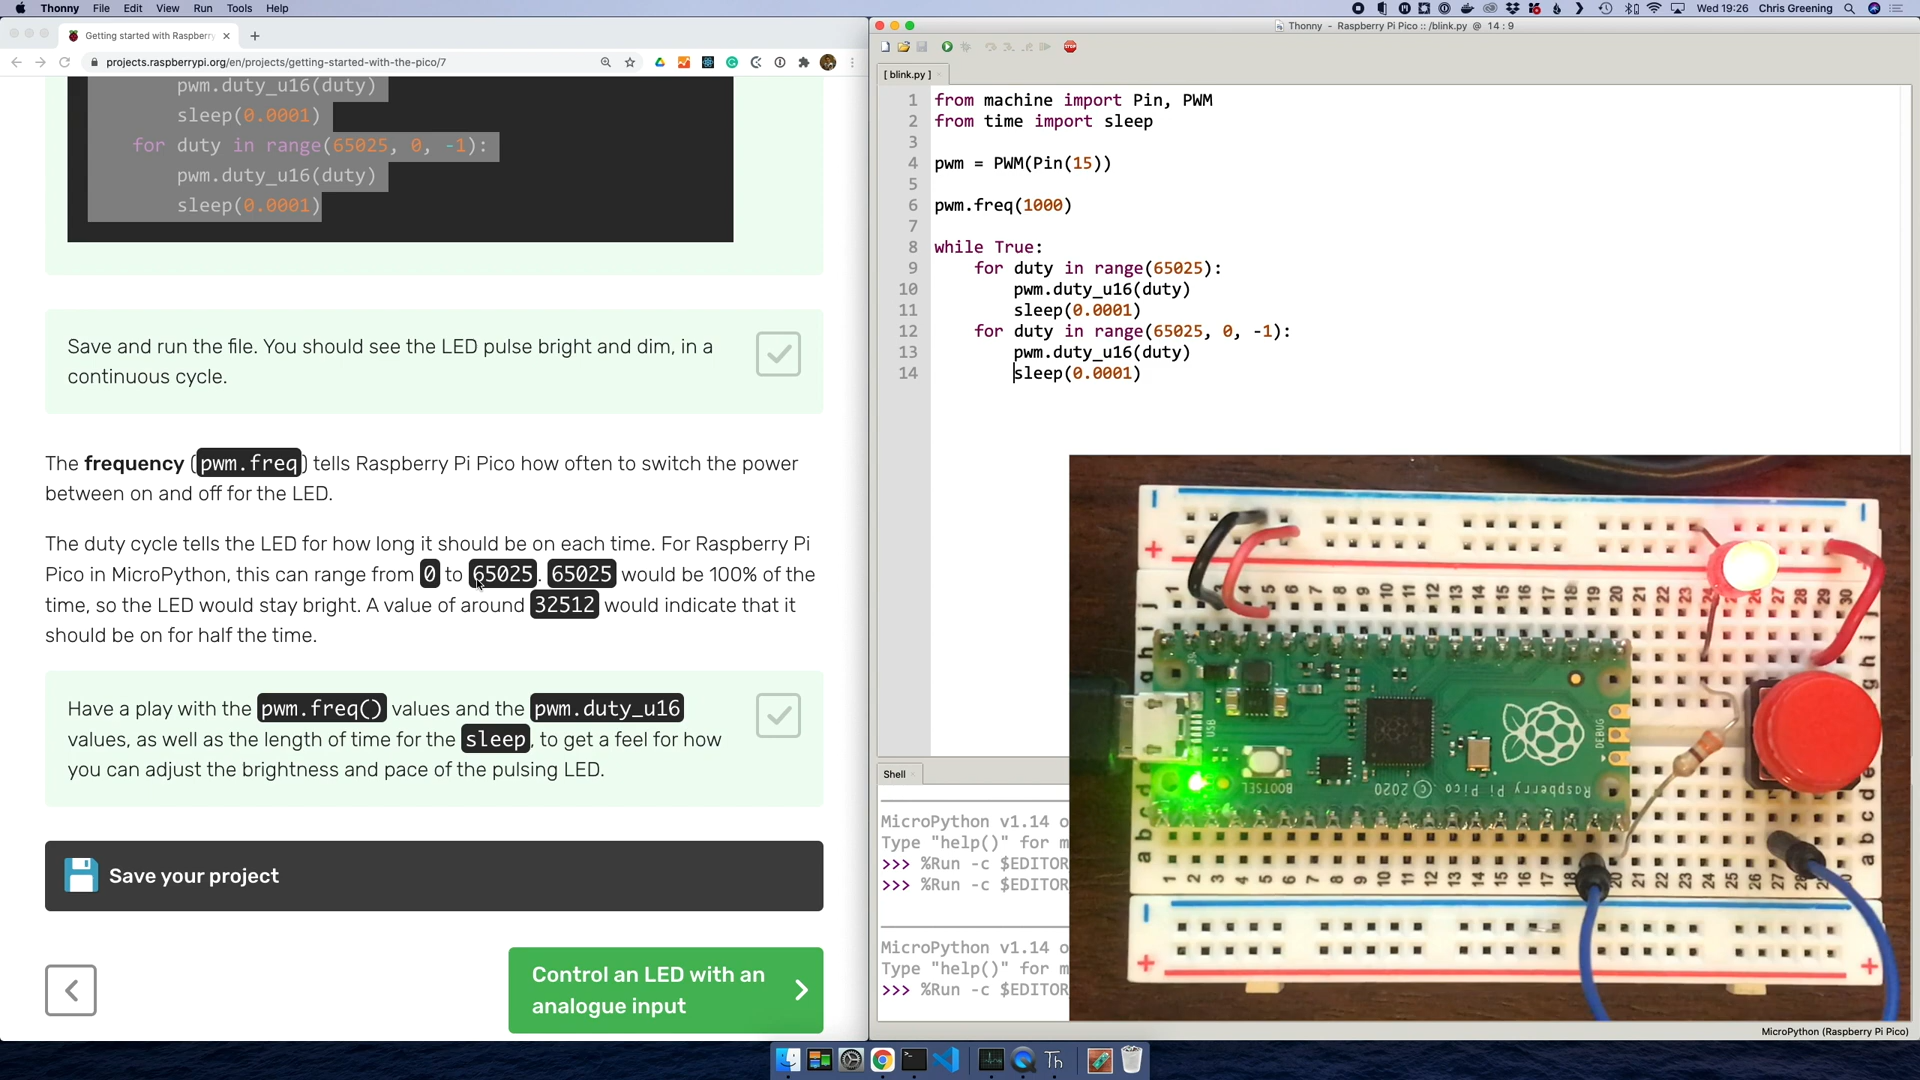 Thonny File Edit View Run Tools Help
Wed 19:26 Chris Greening
Getting started with Raspberry
projects.raspberrypi.org/en/projects/getting-started-with-the-pico/7
pwm.duty_u16(duty)
sleep(0.0001)
for duty in range(65025, 0, -1):
pwm.duty_u16(duty)
sleep(0.0001)
Save and run the file. You should see the LED pulse bright and dim, in a
continuous cycle.
The frequency (pwm.freq) tells Raspberry Pi Pico how often to switch the power
between on and off for the LED.
The duty cycle tells the LED for how long it should be on each time. For Raspberry Pi
Pico in MicroPython, this can range from 0 to 65025. 65025 would be 100% of the
time, so the LED would stay bright. A value of around 32512 would indicate that it
should be on for half the time.
Have a play with the pwm.freq() values and the pwm.duty_u16
values, as well as the length of time for the sleep, to get a feel for how
you can adjust the brightness and pace of the pulsing LED.
Save your project
Control an LED with an
analogue input
Thonny - Raspberry Pi Pico :: /blink.py @ 14 : 9
[ blink.py ]
1 from machine import Pin, PWM
2 from time import sleep
3
4 pwm = PWM(Pin(15))
5
6 pwm.freq(1000)
7
8 while True:
9 for duty in range(65025):
10 pwm.duty_u16(duty)
11 sleep(0.0001)
12 for duty in range(65025, 0, -1):
13 pwm.duty_u16(duty)
14 sleep(0.0001)
Shell
MicroPython v1.14 o
Type "help()" for m
>>> %Run -c $EDITOR
>>> %Run -c $EDITOR
MicroPython v1.14 o
Type "help()" for m
>>> %Run -c $EDITOR
USB
BOOTSEL
Raspberry Pi Pico © 2020
DEBUG
MicroPython (Raspberry Pi Pico)
Th